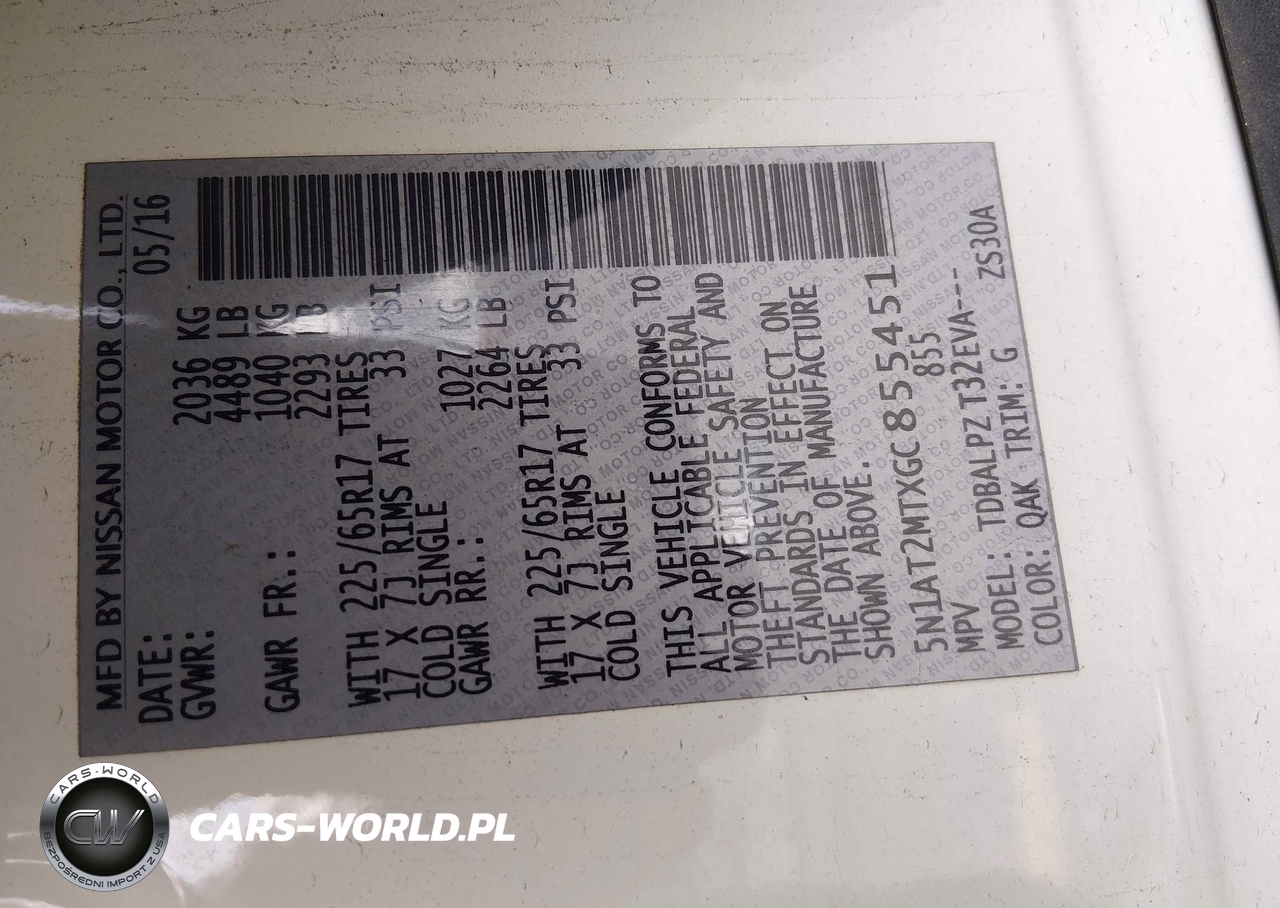 MFD BY NISSAN MOTOR CO., LTD.
DATE: 05/16
GVWR: 2036 KG
4489 LB
GAWR FR.: 1040 KG
2293 LB
WITH 225/65R17 TIRES
17 X 7J RIMS AT 33 PSI
COLD SINGLE
GAWR RR.: 1027 KG
2264 LB
WITH 225/65R17 TIRES
17 X 7J RIMS AT 33 PSI
COLD SINGLE
THIS VEHICLE CONFORMS TO
ALL APPLICABLE FEDERAL
MOTOR VEHICLE SAFETY AND
THEFT PREVENTION
STANDARDS IN EFFECT ON
THE DATE OF MANUFACTURE
SHOWN ABOVE.
5N1AT2MTXGC855451
MPV 855
MODEL: TDBALPZ T32EVA----
COLOR: QAK TRIM: G ZS30A
CARS-WORLD
CW
BEZPOŚREDNI IMPORT Z USA
CARS-WORLD.PL